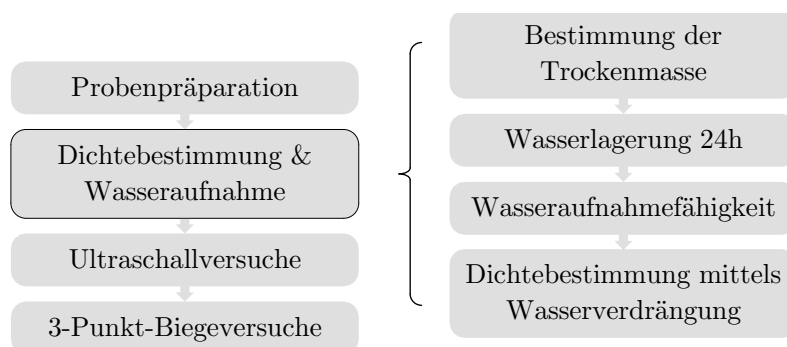 Probenpräparation
Dichtebestimmung &
Wasseraufnahme
Ultraschallversuche
3-Punkt-Biegeversuche
Bestimmung der
Trockenmasse
Wasserlagerung 24h
Wasseraufnahmefähigkeit
Dichtebestimmung mittels
Wasserverdrängung